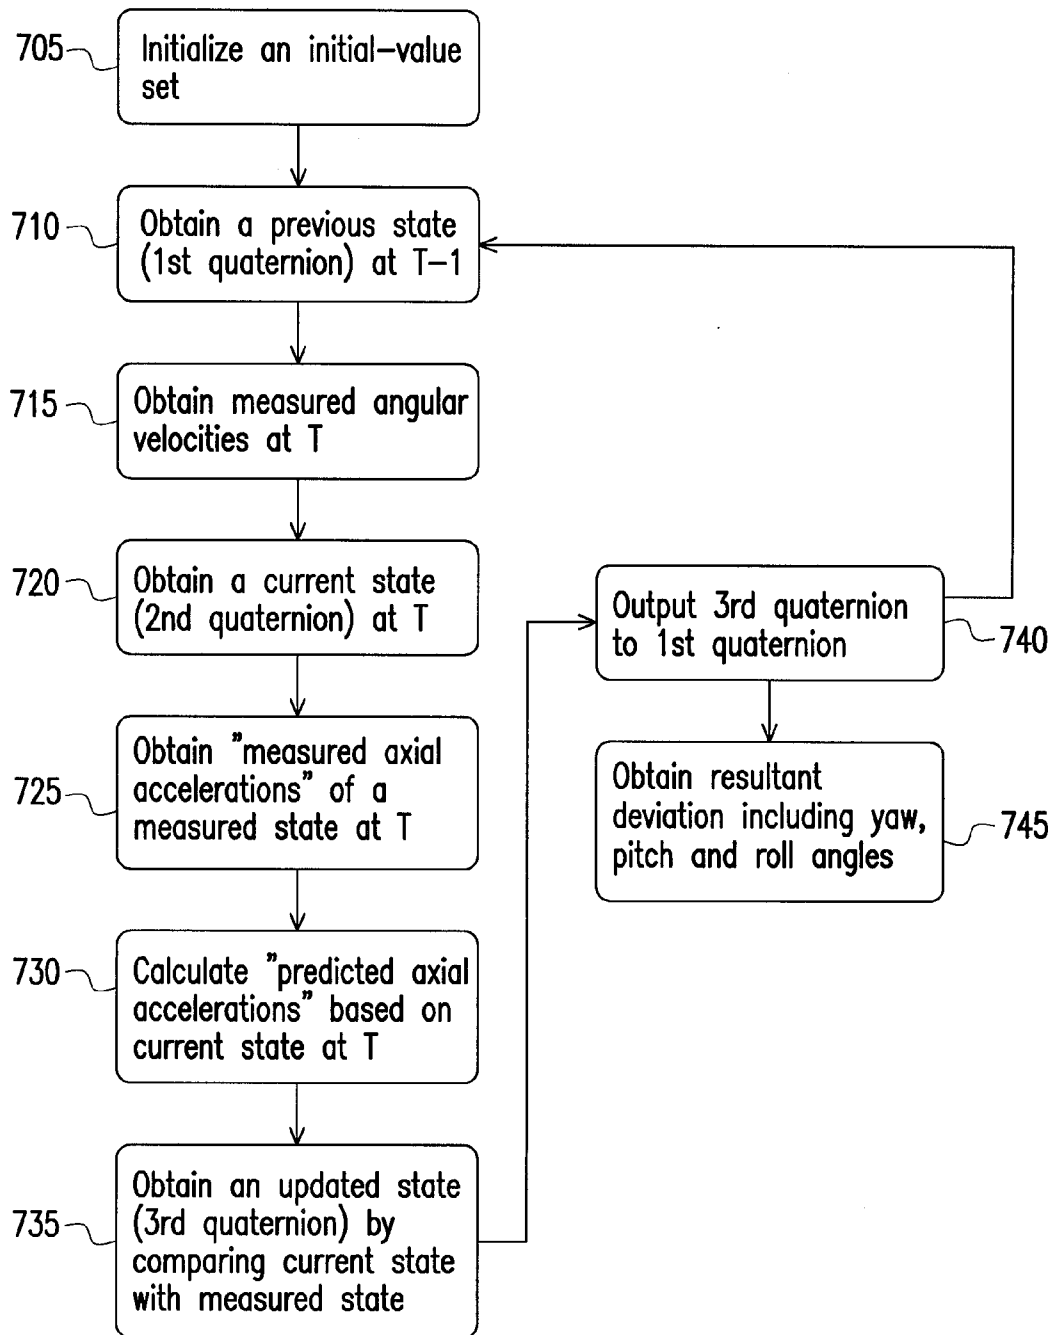 705
Initialize an initial-value
set
710
Obtain a previous state
(1st quaternion) at T-1
715
Obtain measured angular
velocities at T
720
Obtain a current state
(2nd quaternion) at T
725
Obtain "measured axial
accelerations" of a
measured state at T
730
Calculate "predicted axial
accelerations" based on
current state at T
735
Obtain an updated state
(3rd quaternion) by
comparing current state
with measured state
Output 3rd quaternion
to 1st quaternion
740
Obtain resultant
deviation including yaw,
pitch and roll angles
745